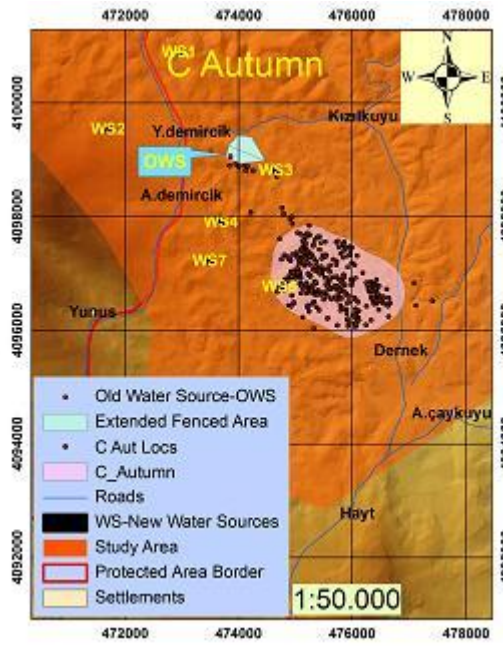 472000 474000 476000 478000
C Autumn
WS1
N
W E
S
4100000
WS2
Kızılkuyu
Y.demircik
OWS
WS3
A.demircik
4098000
WS4
WS7
Yunus
4096000
Dernek
A.çaykuyu
4094000
Hayt
4092000
Old Water Source-OWS
Extended Fenced Area
C Aut Locs
C_Autumn
Roads
WS-New Water Sources
Study Area
Protected Area Border
Settlements
1:50.000
472000 474000 476000 478000